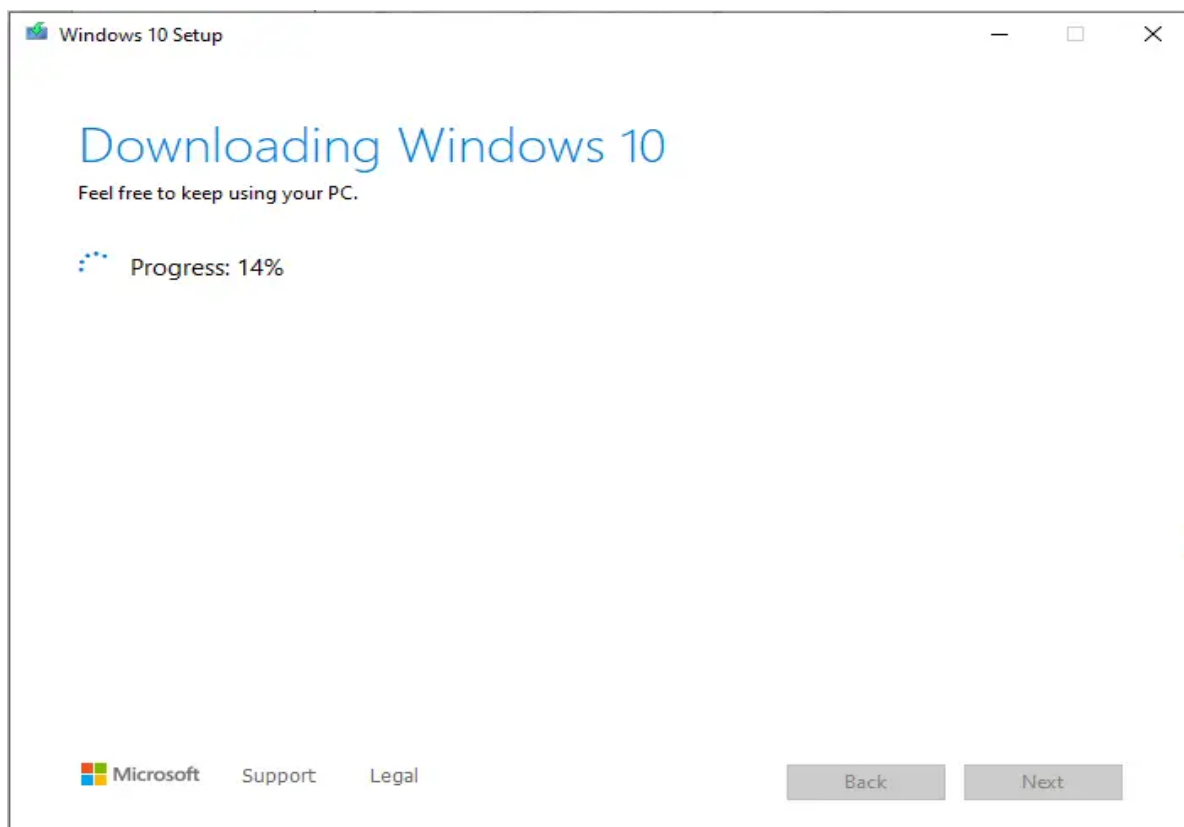 Windows 10 Setup
Downloading Windows 10
Feel free to keep using your PC.
Progress: 14%
Microsoft Support Legal
Back Next